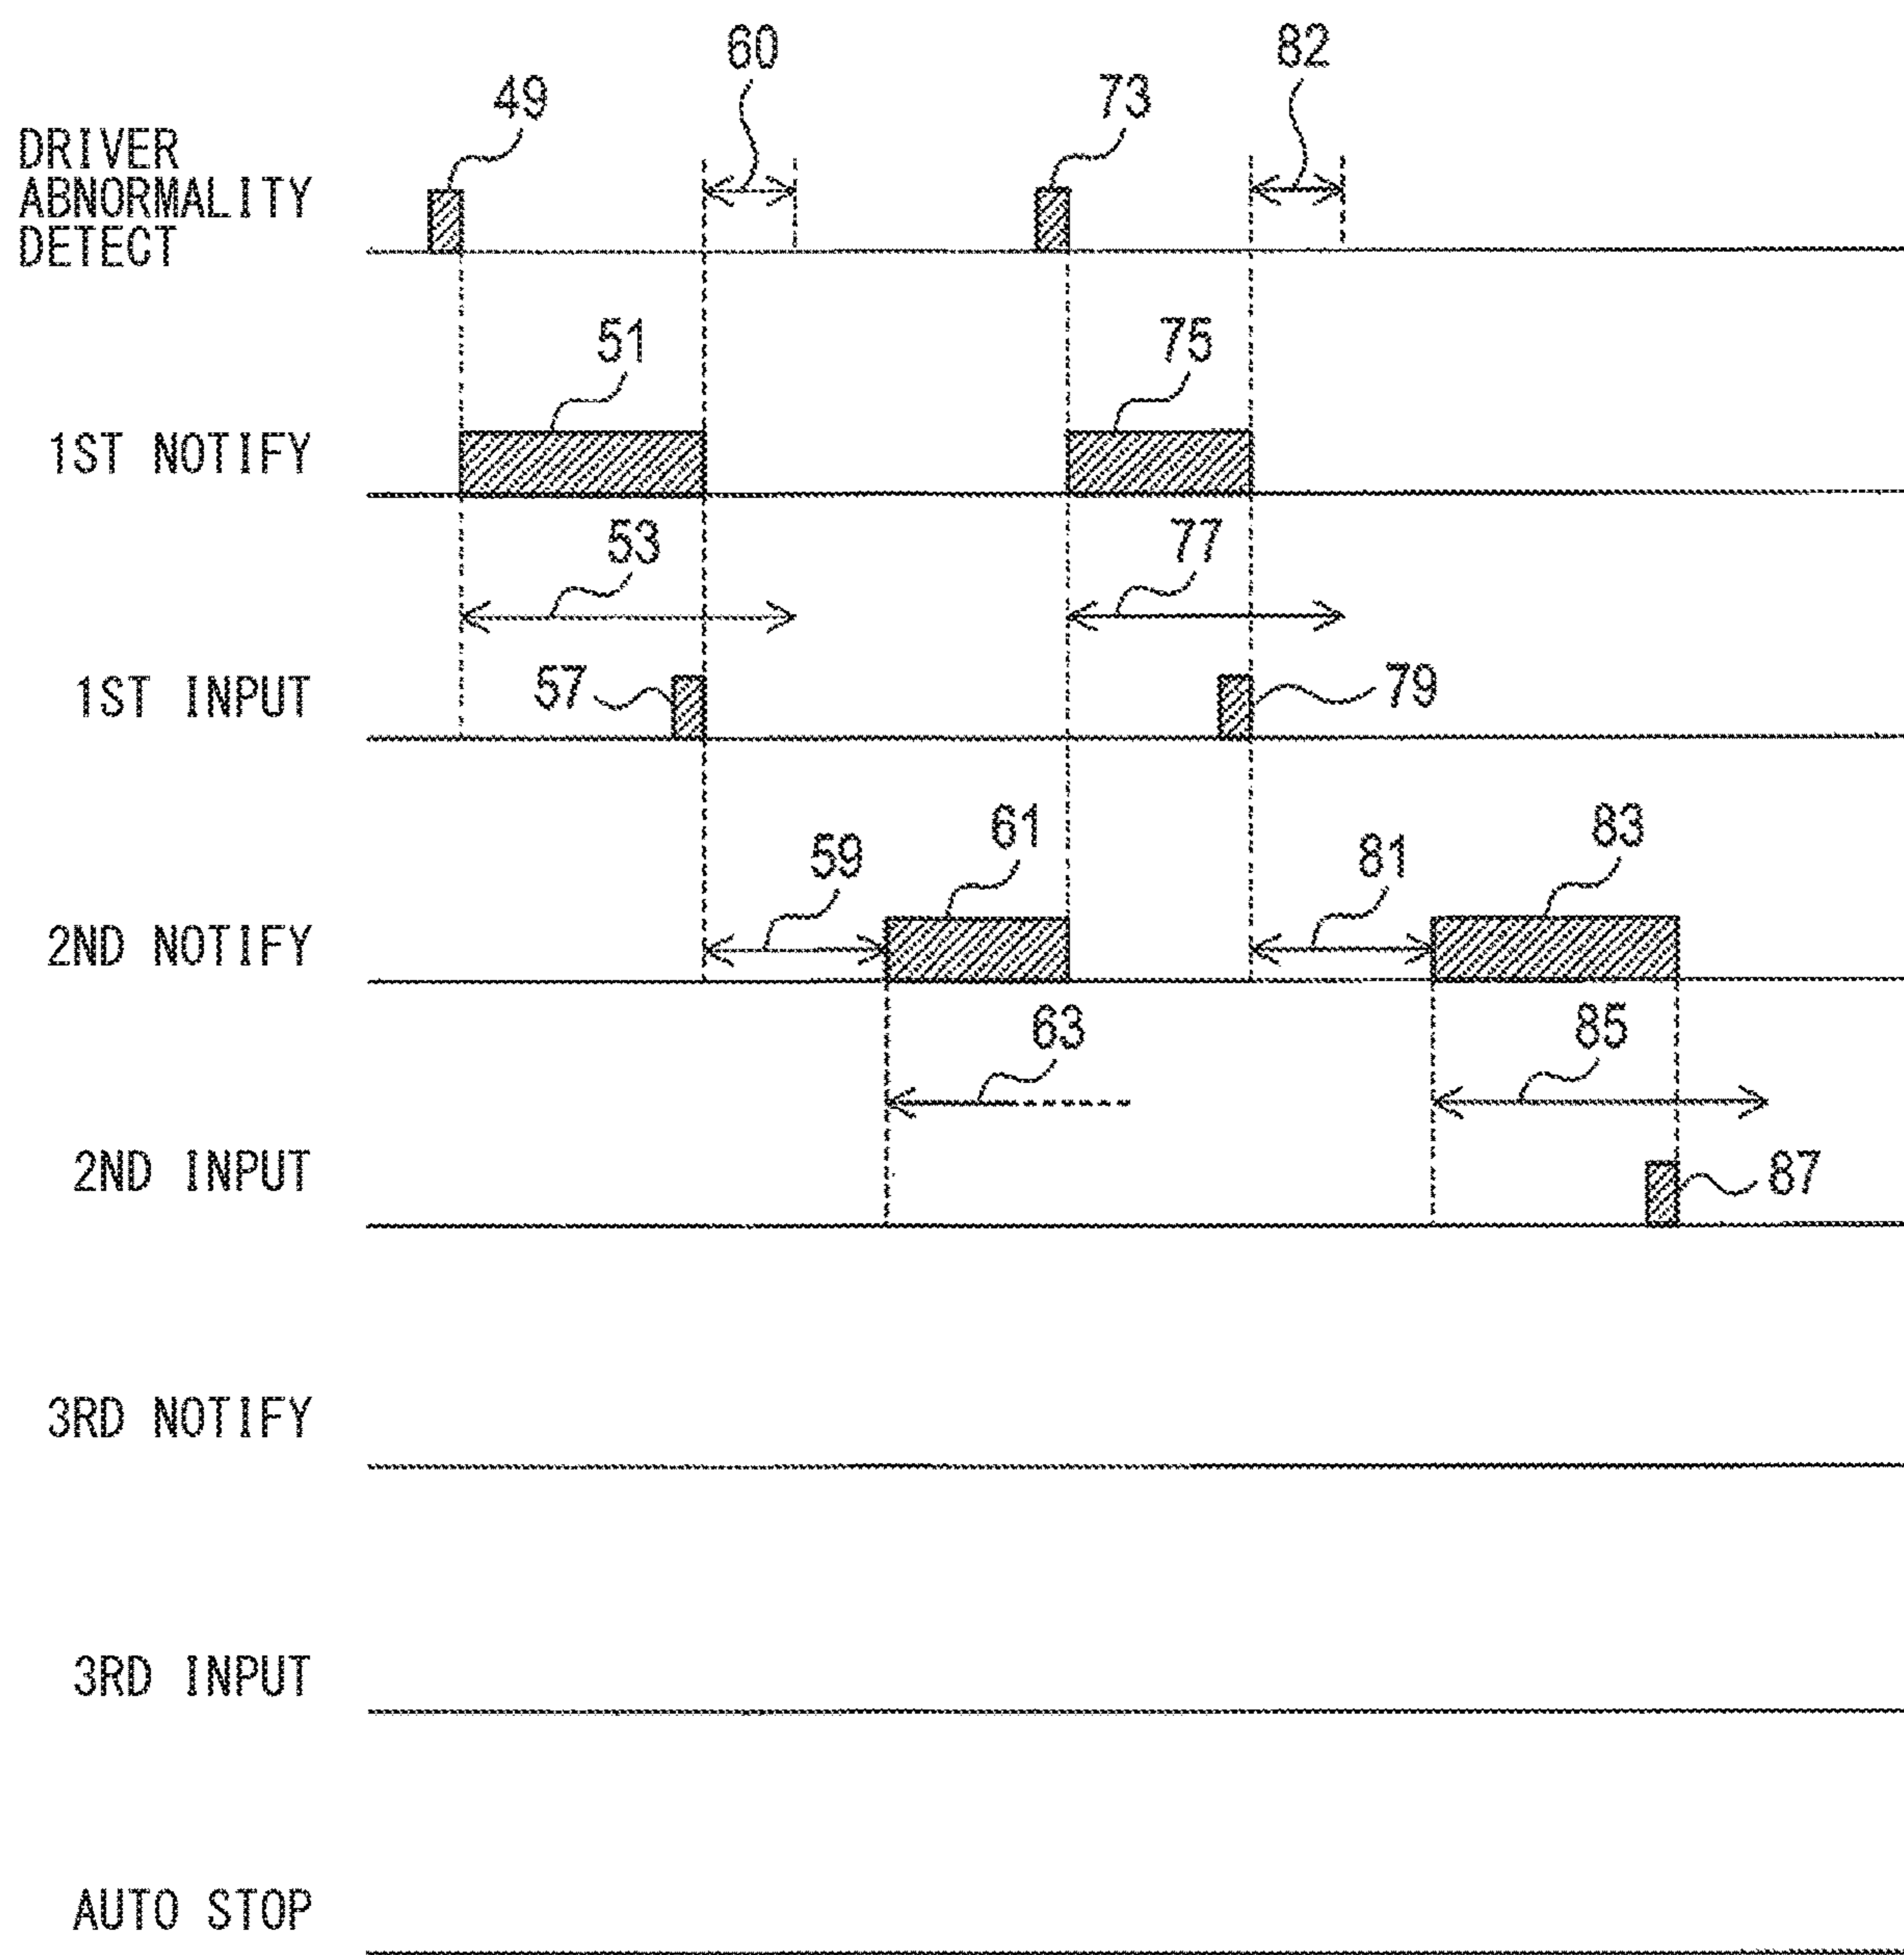 60
82
49
73
DRIVER
ABNORMALITY
DETECT
51
75
1ST NOTIFY
53
77
57
79
1ST INPUT
61
83
59
81
2ND NOTIFY
63
85
2ND INPUT
87
3RD NOTIFY
3RD INPUT
AUTO STOP